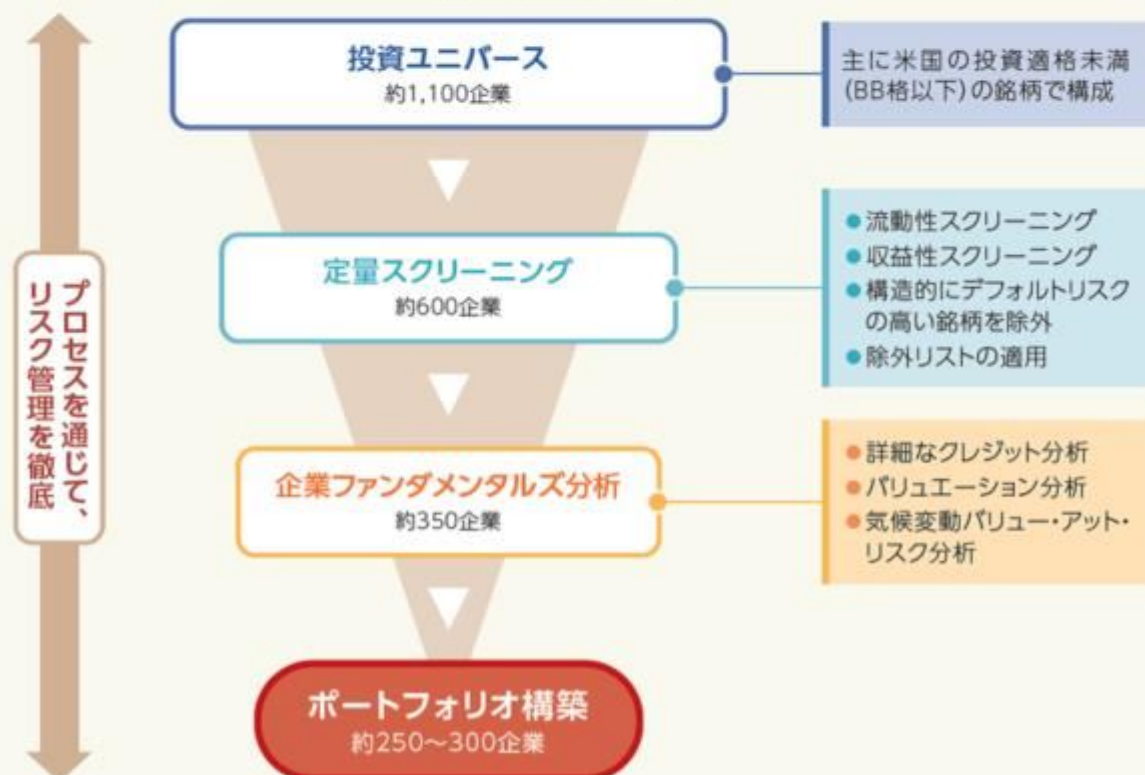 投資ユニバース
約1,100企業
主に米国の投資適格未満
(BB格以下)の銘柄で構成
定量スクリーニング
約600企業
●流動性スクリーニング
●収益性スクリーニング
●構造的にデフォルトリスク
の高い銘柄を除外
●除外リストの適用
プロセスを通じて、
リスク管理を徹底
企業ファンダメンタルズ分析
約350企業
●詳細なクレジット分析
●バリュエーション分析
●気候変動バリュー・アット・
リスク分析
ポートフォリオ構築
約250〜300企業